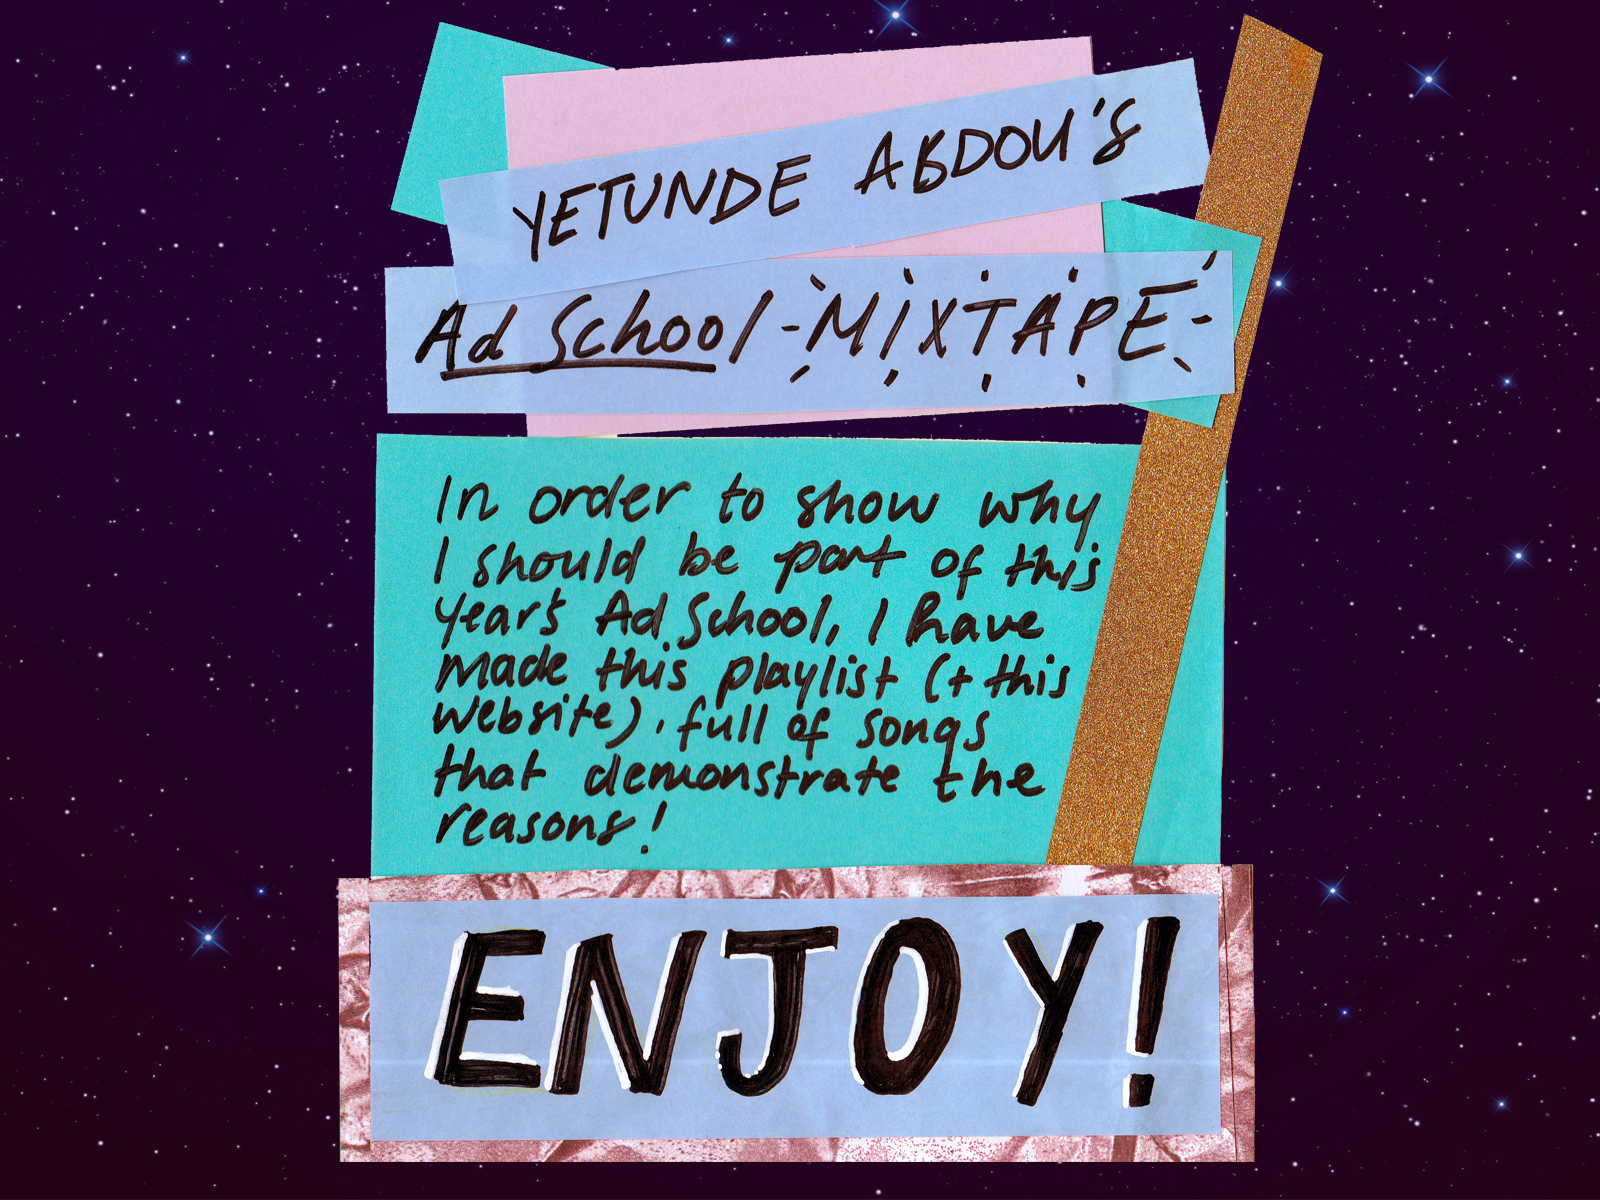 YETUNDE ABDOU'S
Ad School MIXTAPE
In order to show why
I should be part of this
year's Ad School, I have
made this playlist (+ this
website), full of songs
that demonstrate the
reasons!
ENJOY!